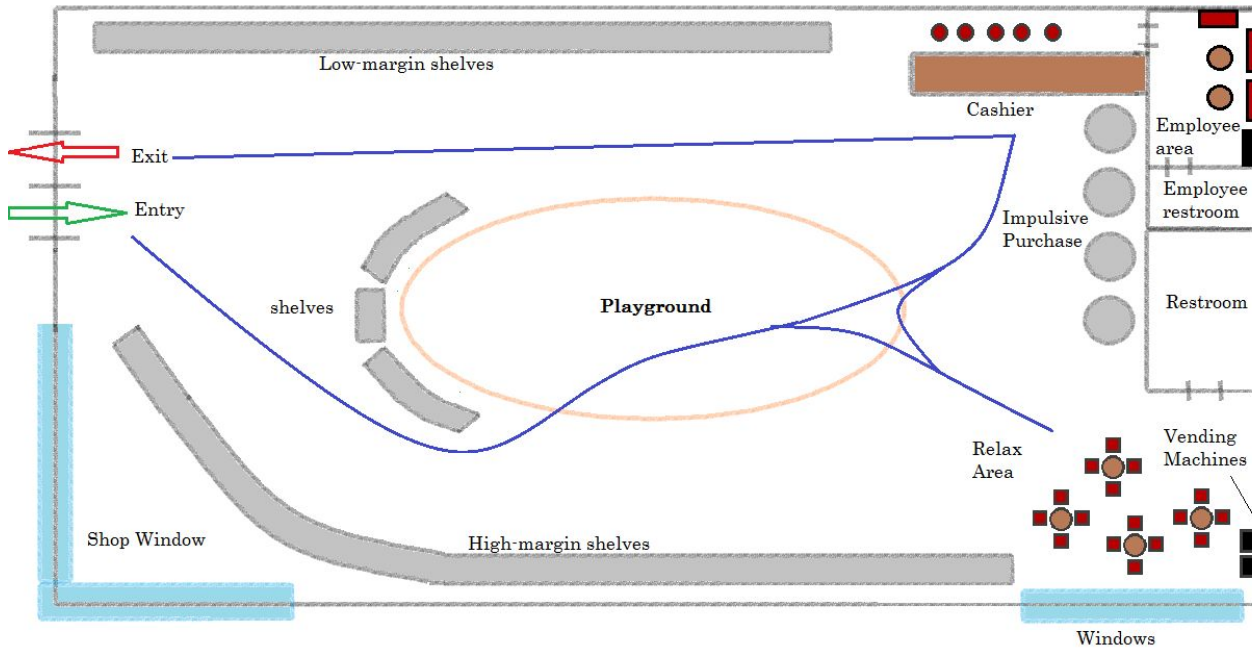 Low-margin shelves
Cashier
Employee
area
Exit
Entry
Employee
restroom
Impulsive
Purchase
shelves
Playground
Restroom
Relax
Area
Vending
Machines
Shop Window
High-margin shelves
Windows